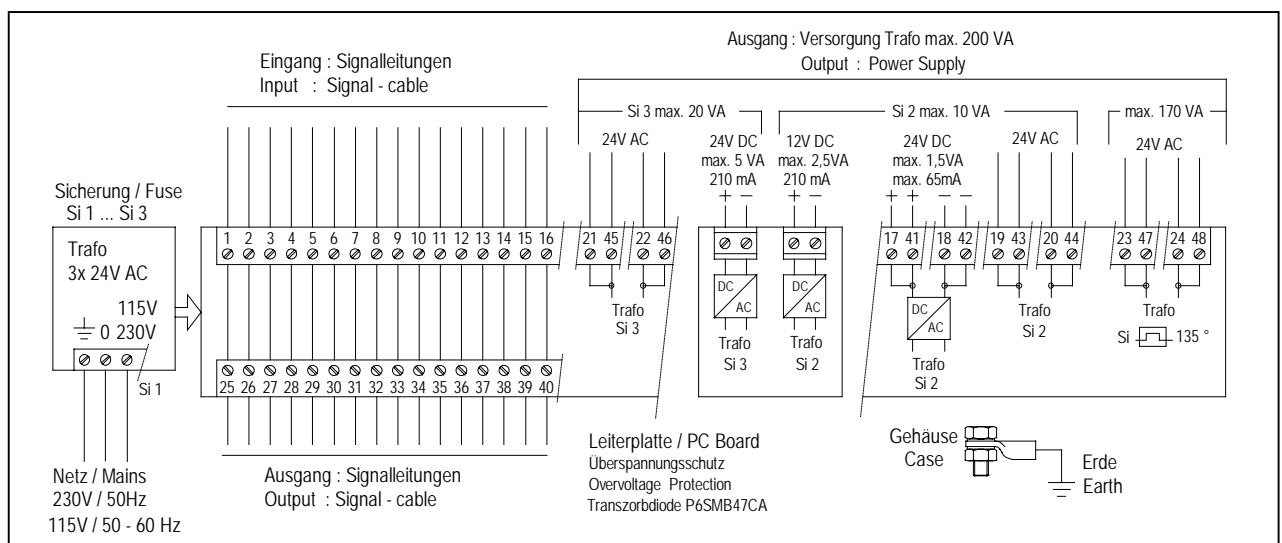 Ausgang : Versorgung Trafo max. 200 VA
Output : Power Supply
Eingang : Signalleitungen
Input : Signal - cable
Si 3 max. 20 VA
Si 2 max. 10 VA
max. 170 VA
24V AC
24V DC
max. 5 VA
210 mA
+ −
12V DC
max. 2,5VA
210 mA
+ −
24V DC
max. 1,5VA
max. 65mA
+ + − −
24V AC
24V AC
Sicherung / Fuse
Si 1 ... Si 3
Trafo
3x 24V AC
115V
0 230V
Si 1
Netz / Mains
230V / 50Hz
115V / 50 - 60 Hz
1 2 3 4 5 6 7 8 9 10 11 12 13 14 15 16
21 45 22 46
17 41 18 42 19 43 20 44
23 47 24 48
Trafo
Si 3
DC
AC
Trafo
Si 3
DC
AC
Trafo
Si 2
DC
AC
Trafo
Si 2
Trafo
Si 2
Trafo
Si 135 °
25 26 27 28 29 30 31 32 33 34 35 36 37 38 39 40
Ausgang : Signalleitungen
Output : Signal - cable
Leiterplatte / PC Board
Überspannungsschutz
Overvoltage Protection
Transzorbdiode P6SMB47CA
Gehäuse
Case
Erde
Earth